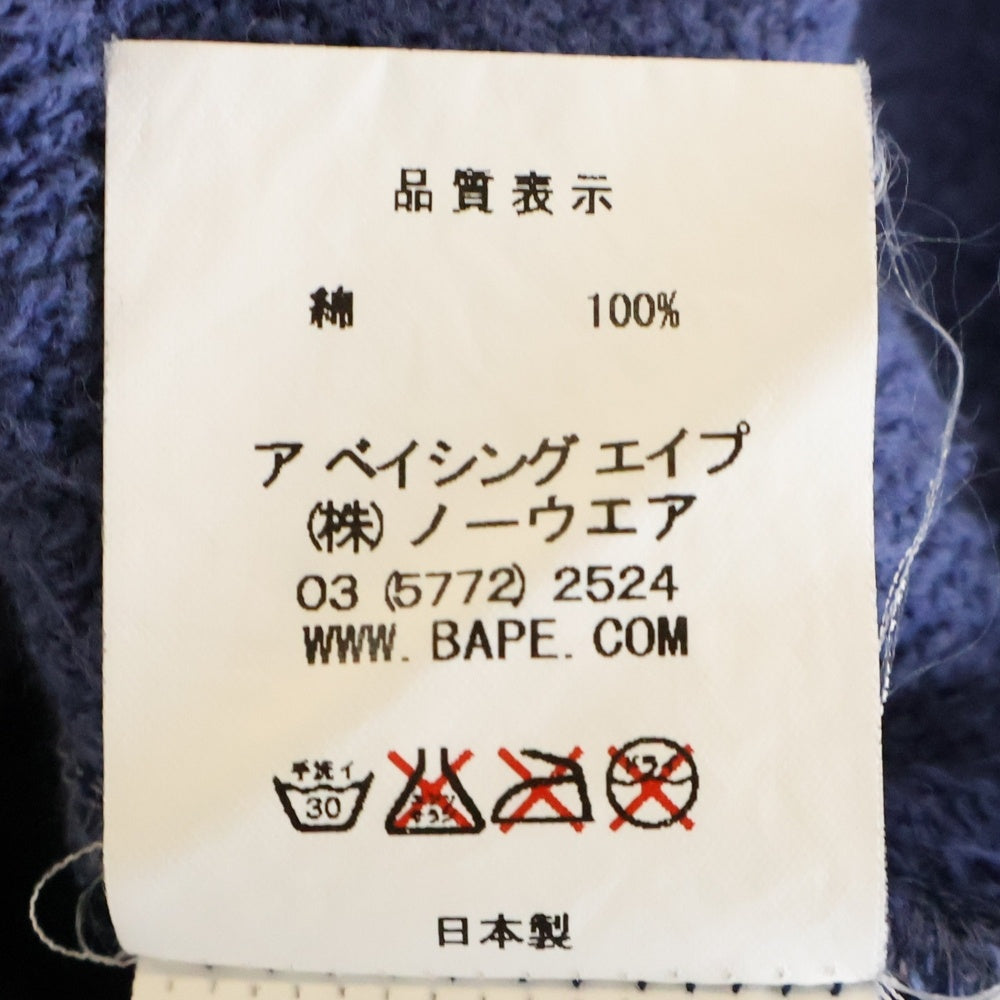 品質表示
綿 100%
ア ベイシング エイプ
(株) ノーウエア
03 (5772) 2524
WWW. BAPE. COM
手洗イ
30
日本製